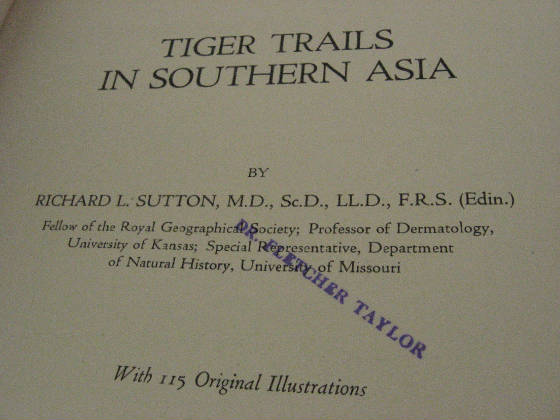 TIGER TRAILS
IN SOUTHERN ASIA
BY
RICHARD L. SUTTON, M.D., Sc.D., LL.D., F.R.S. (Edin.)
Fellow of the Royal Geographical Society; Professor of Dermatology,
University of Kansas; Special Representative, Department
of Natural History, University of Missouri
DR. FLETCHER TAYLOR
With 115 Original Illustrations